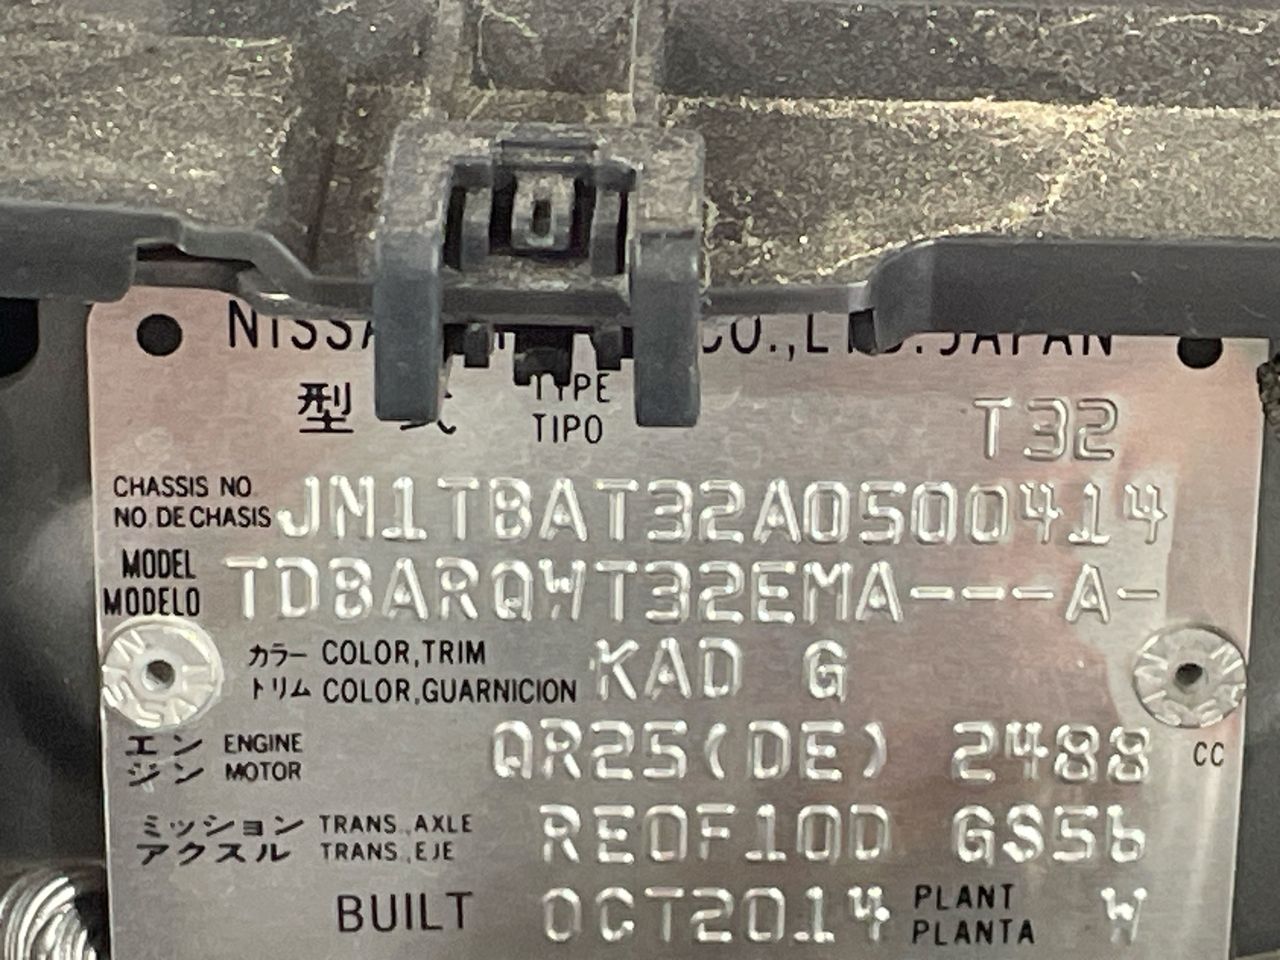 CO.,LTD.JAPAN
型 式 TYPE
TIPO T32
CHASSIS NO.
NO.DE CHASIS JN1TBAT32A0500414
MODEL
MODELO TDBARQWT32EMA---A-
カラー COLOR,TRIM
トリム COLOR,GUARNICION KAD G
エン ENGINE
ジン MOTOR QR25(DE) 2488 CC
ミッション TRANS.,AXLE
アクスル TRANS.,EJE RE0F10D GS56
BUILT OCT2014 PLANT
PLANTA W